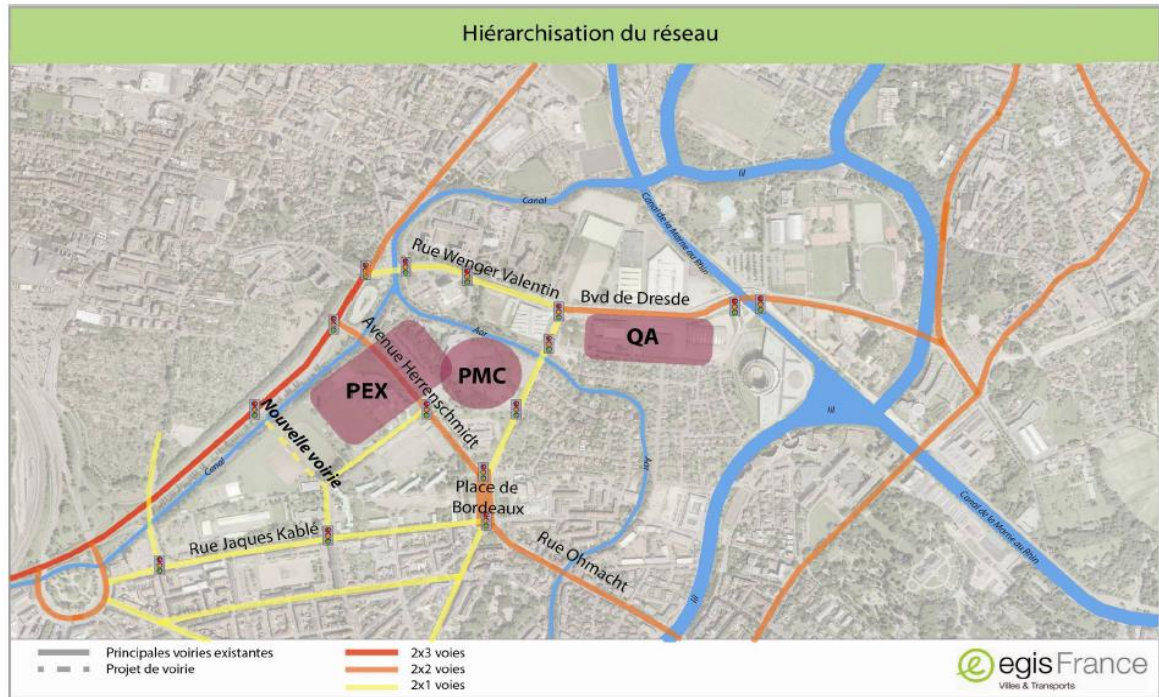 Hiérarchisation du réseau
Ill
Canal
Canal de la Marne au Rhin
Rue Wenger Valentin
Bvd de Dresde
Aar
QA
Avenue Herrenschmidt
PMC
PEX
Nouvelle voirie
Ill
Canal
Aar
Place de
Bordeaux
Canal de la Marne au Rhin
Rue Jaques Kablé
Rue Ohmacht
Ill
Principales voiries existantes
Projet de voirie
2x3 voies
2x2 voies
2x1 voies
egis France
Villes & Transports